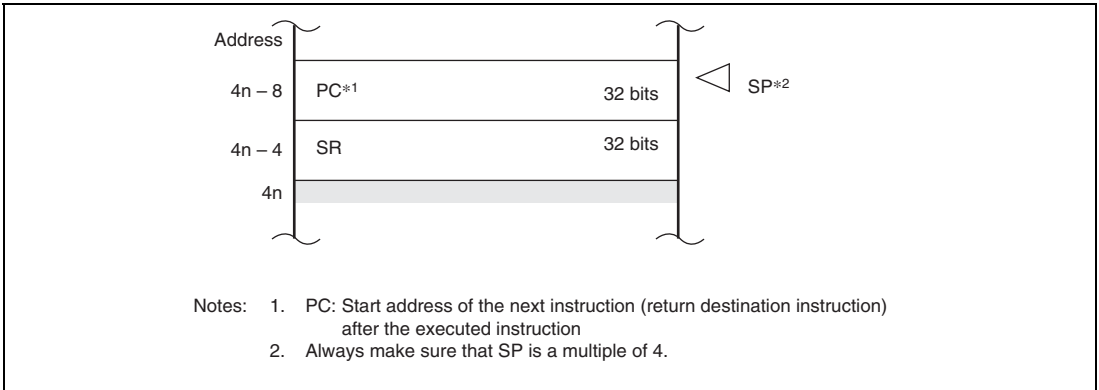 Address
4n – 8 PC*1 32 bits SP*2
4n – 4 SR 32 bits
4n
Notes: 1. PC: Start address of the next instruction (return destination instruction)
after the executed instruction
2. Always make sure that SP is a multiple of 4.